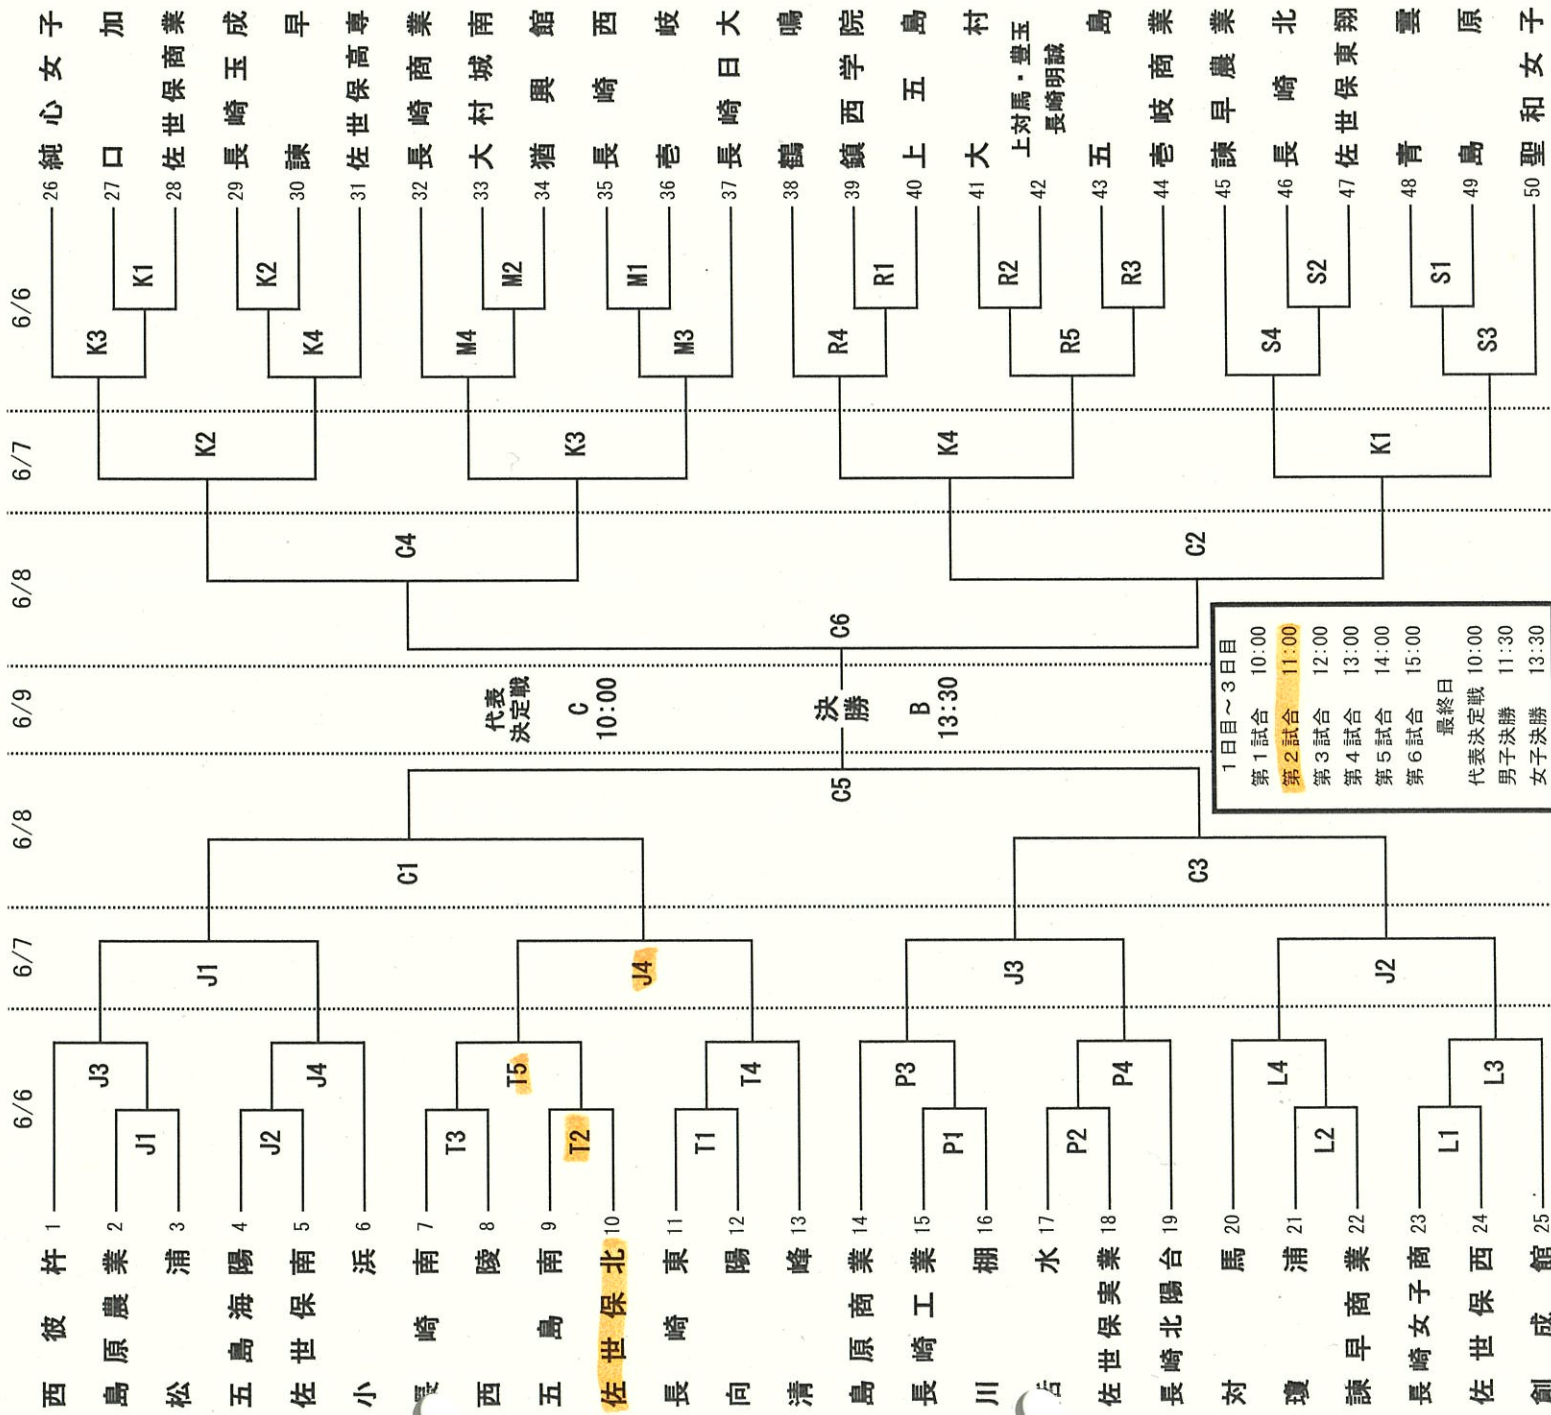 6/6
6/7
6/8
6/9
6/8
6/7
6/6
1 西彼杵
2 島原農業
3 松浦
4 五島海陽
5 佐世保南
6 小浜
7 長崎南
8 西陵
9 五島南
10 佐世保北
11 長崎東
12 向陽
13 清峰
14 島原商業
15 長崎工業
16 川棚
17 水
18 佐世保実業
19 長崎北陽台
20 対馬
21 瓊浦
22 諫早商業
23 長崎女子商
24 佐世保西
25 創成館
J3
J1
J2
J4
T3
T5
T2
T1
T4
P3
P1
P2
P4
L4
L2
L1
L3
J1
J4
J3
J2
C1
C3
C5
代表
決定戦
C
10:00
決
勝
B
13:30
C6
C4
C2
K2
K3
K4
K1
K3
K1
K2
K4
M4
M2
M1
M3
R4
R1
R2
R5
R3
S4
S2
S1
S3
26 純心女子
27 口加
28 佐世保商業
29 長崎玉成
30 諫早
31 佐世保高専
32 長崎商業
33 大村城南
34 猶興館
35 長崎西
36 壱岐
37 長崎日大
38 鶴鳴
39 鎮西学院
40 上五島
41 大村
42 上対馬・豊玉
長崎明誠
43 五島
44 壱岐商業
45 諫早農業
46 長崎北
47 佐世保東翔
48 青雲
49 島原
50 聖和女子
1日目~3日目
第1試合 10:00
第2試合 11:00
第3試合 12:00
第4試合 13:00
第5試合 14:00
第6試合 15:00
最終日
代表決定戦 10:00
男子決勝 11:30
女子決勝 13:30